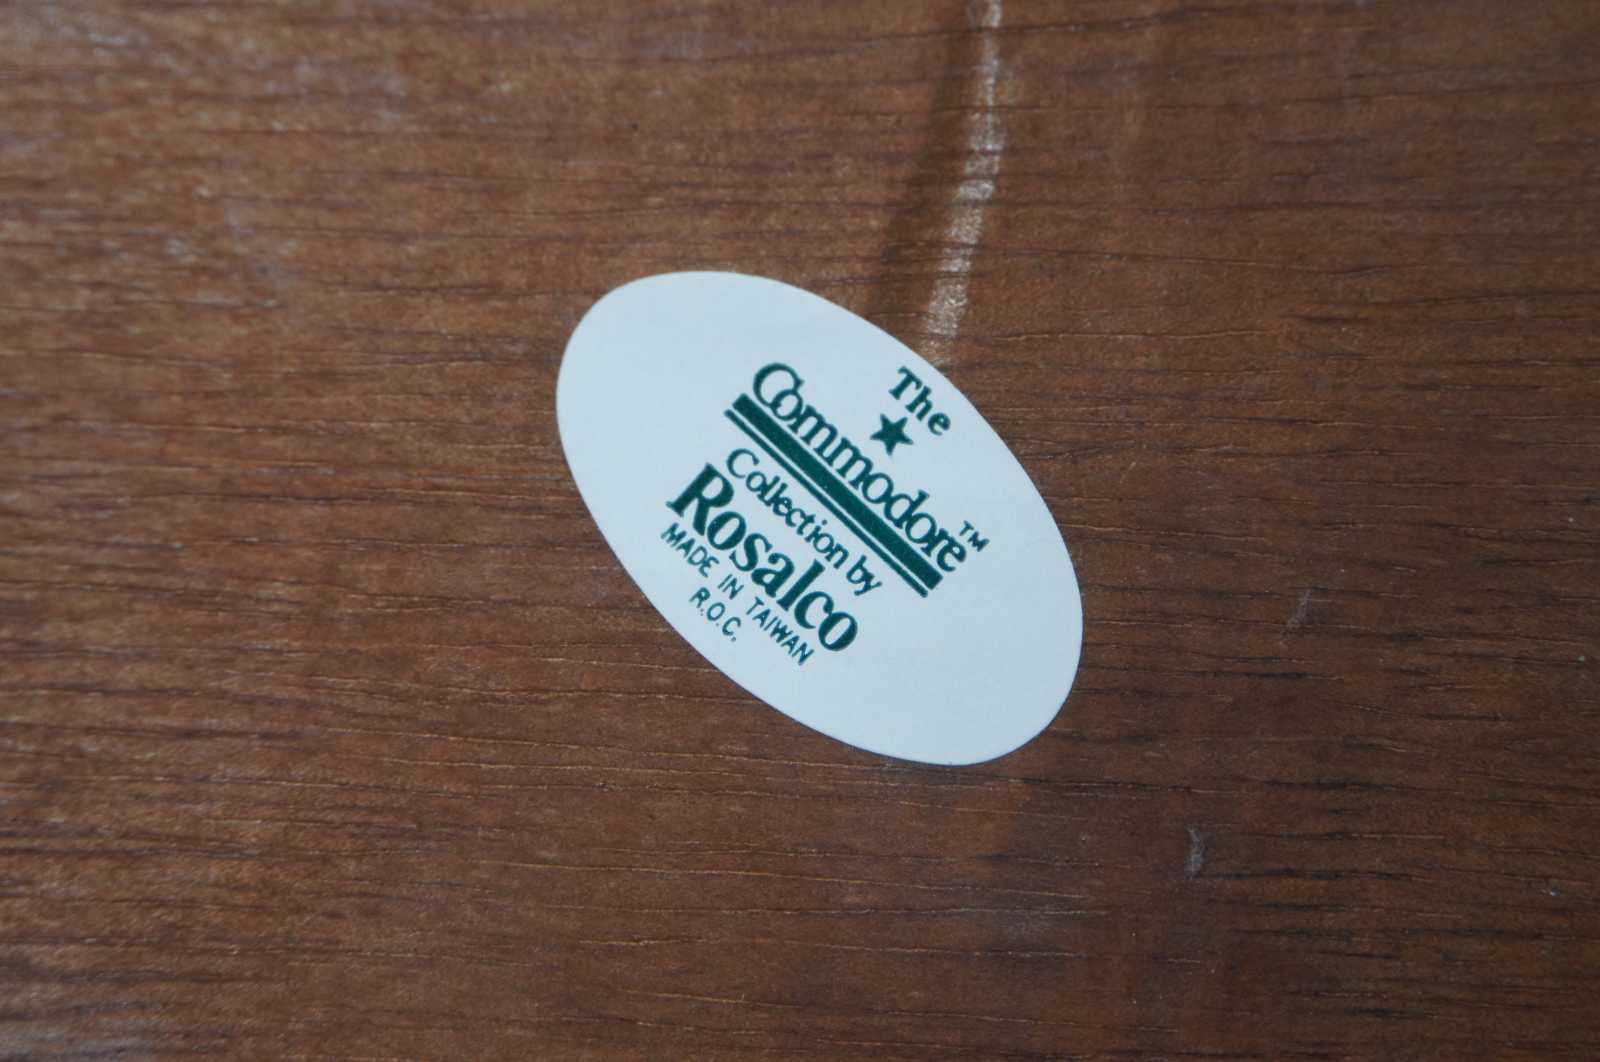 The
Commodore™
Collection by
Rosalco
MADE IN TAIWAN
R.O.C.